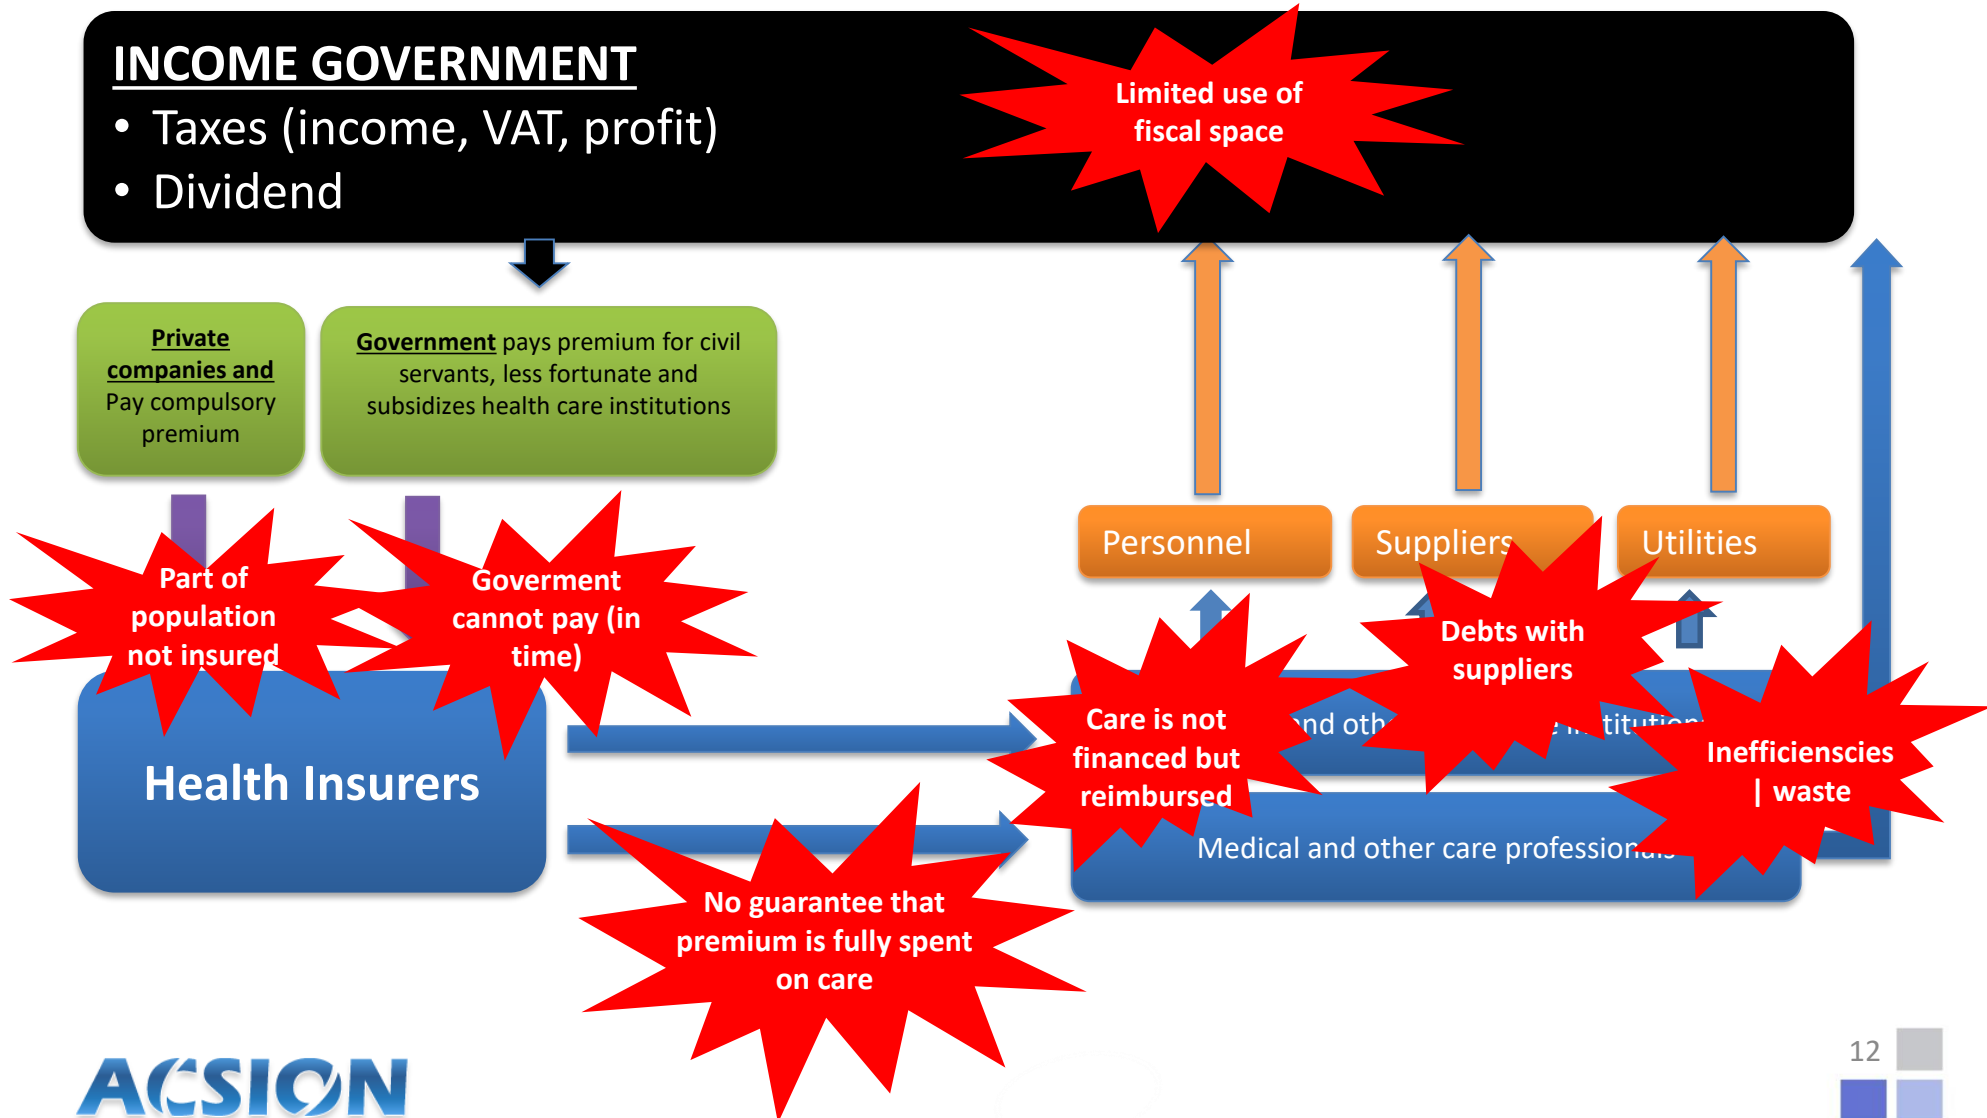 INCOME GOVERNMENT
• Taxes (income, VAT, profit)
• Dividend
Limited use of
fiscal space
Private
companies and
Pay compulsory
premium
Government pays premium for civil
servants, less fortunate and
subsidizes health care institutions
Part of
population
not insured
Goverment
cannot pay (in
time)
Personnel
Suppliers
Utilities
Debts with
suppliers
Care is not
financed but
reimbursed
and
Inefficienscies
| waste
Health Insurers
Medical and other care professionals
No guarantee that
premium is fully spent
on care
ACSION
12